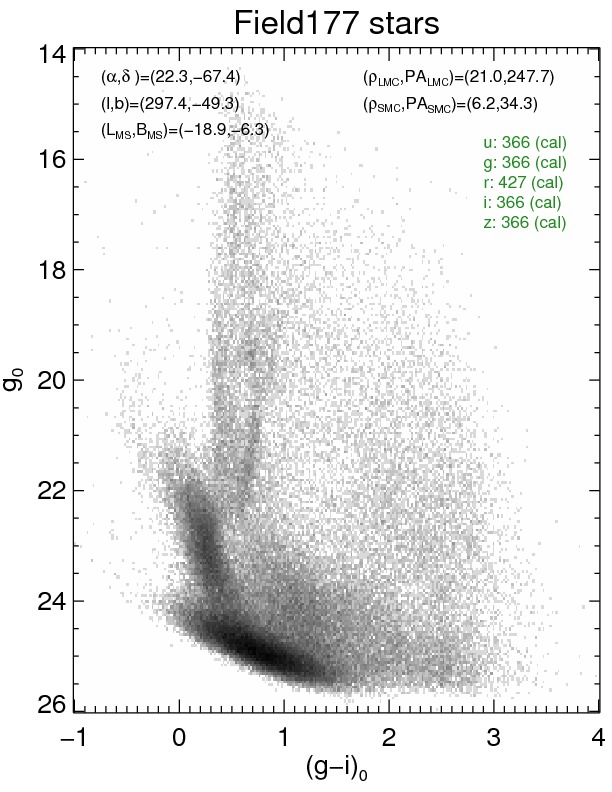 Field177 stars
(α,δ)=(22.3,−67.4)
(ρLMC,PALMC)=(21.0,247.7)
(l,b)=(297.4,−49.3)
(ρSMC,PASMC)=(6.2,34.3)
(LMS,BMS)=(−18.9,−6.3)
u: 366 (cal)
g: 366 (cal)
r: 427 (cal)
i: 366 (cal)
z: 366 (cal)
14
16
18
20
22
24
26
g0
−1 0 1 2 3 4
(g−i)0